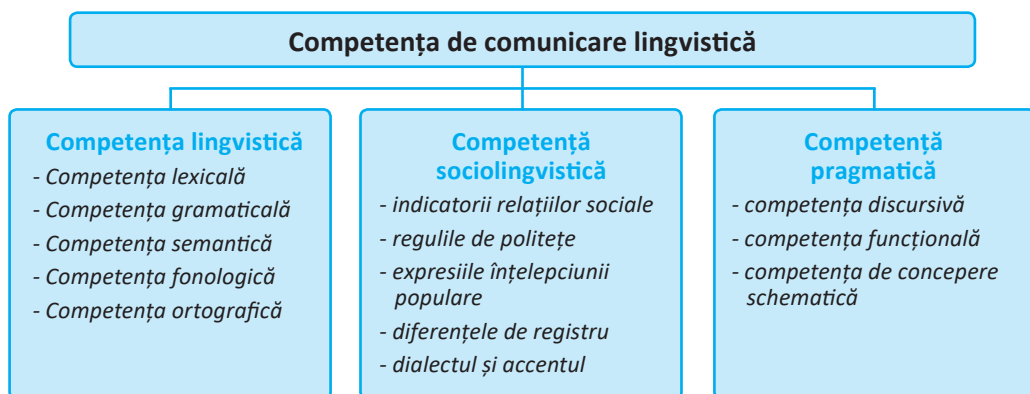 Competența de comunicare lingvistică
Competența lingvistică
- Competența lexicală
- Competența gramaticală
- Competența semantică
- Competența fonologică
- Competența ortografică
Competență
sociolingvistică
- indicatorii relațiilor sociale
- regulile de politețe
- expresiile înțelepciunii
populare
- diferențele de registru
- dialectul și accentul
Competență
pragmatică
- competența discursivă
- competența funcțională
- competența de concepere
schematică